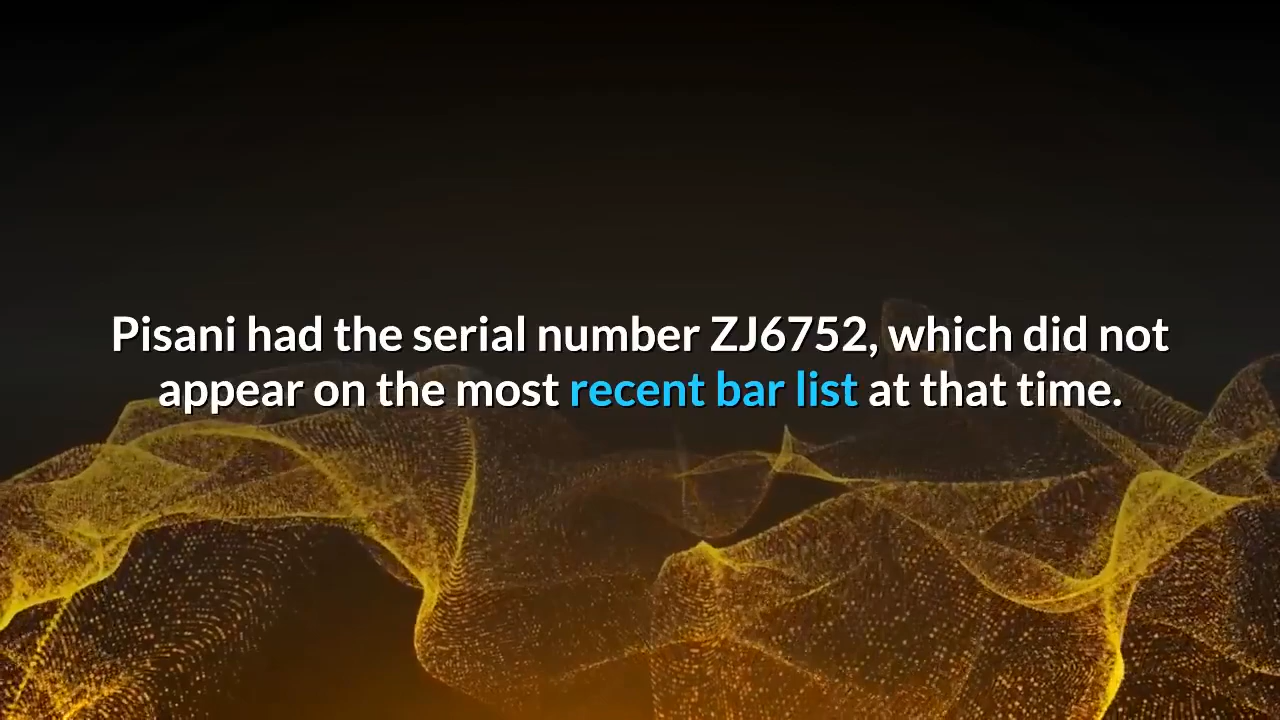 Pisani had the serial number ZJ6752, which did not
appear on the most recent bar list at that time.